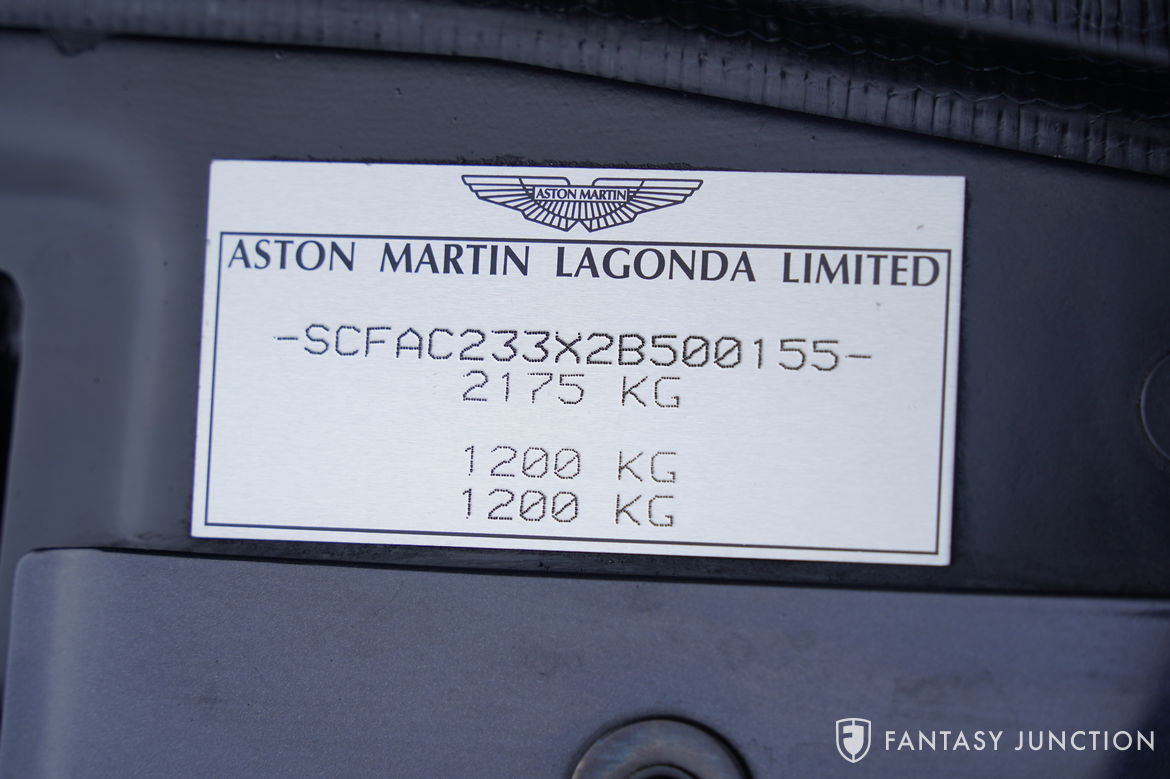 ASTON MARTIN
ASTON MARTIN LAGONDA LIMITED
-SCFAC233X2B500155-
2175 KG
1200 KG
1200 KG
FANTASY JUNCTION